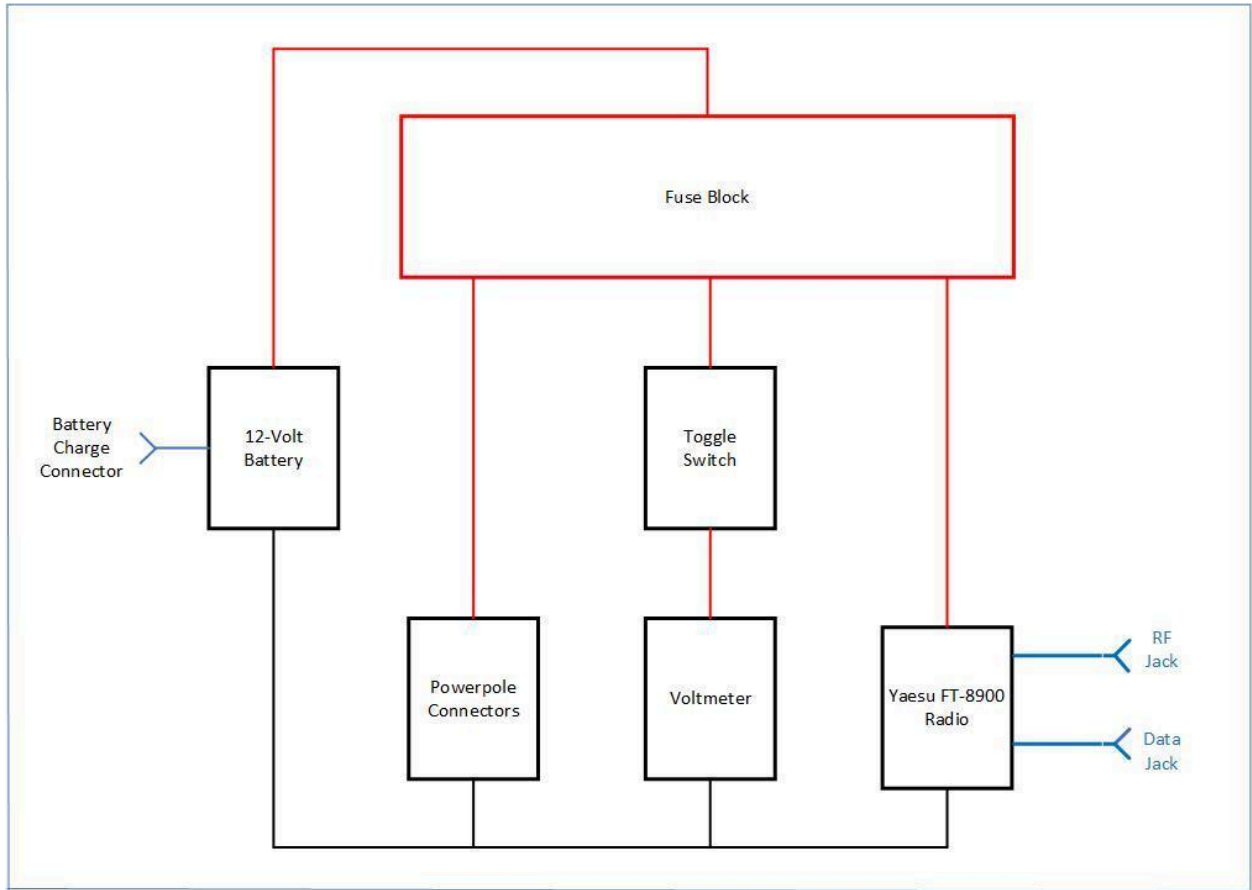 Fuse Block
Battery
Charge
Connector
12-Volt
Battery
Toggle
Switch
Powerpole
Connectors
Voltmeter
Yaesu FT-8900
Radio
RF
Jack
Data
Jack